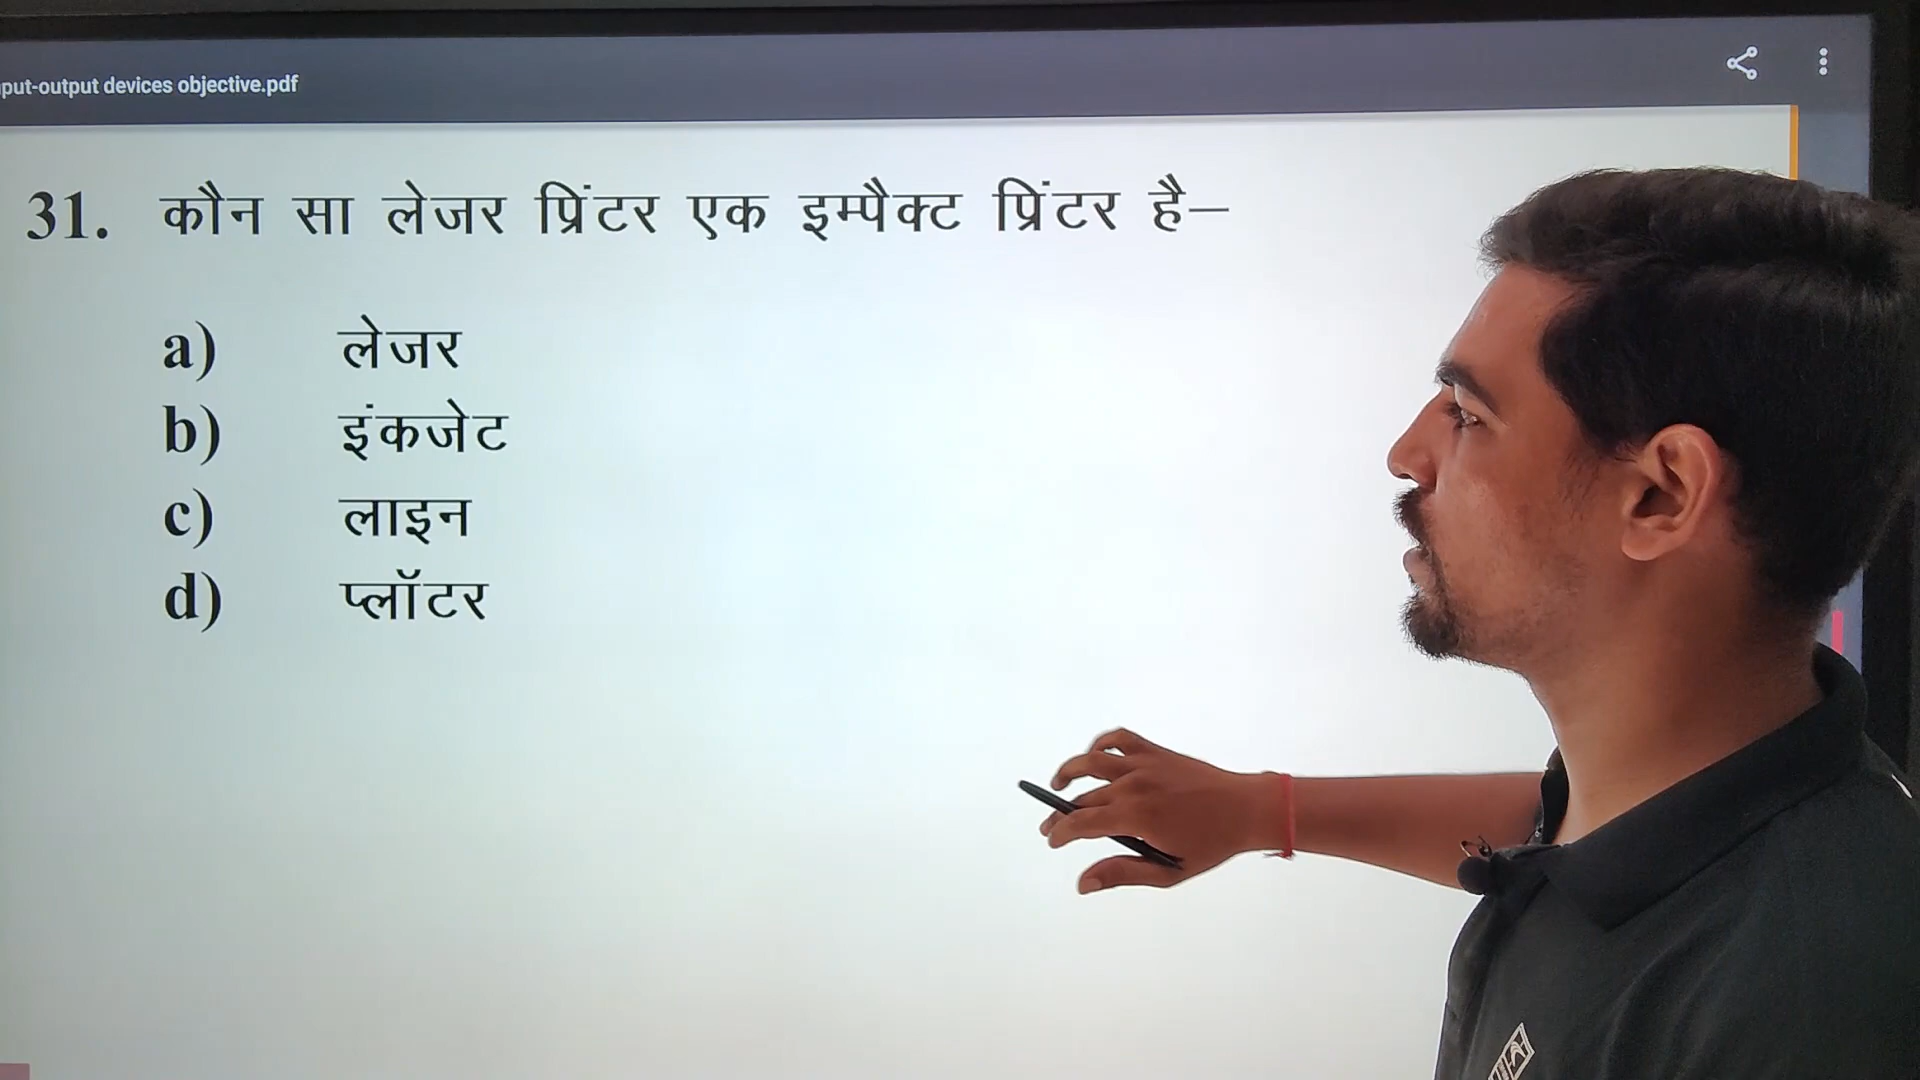 put-output devices objective.pdf
31. कौन सा लेजर प्रिंटर एक इम्पैक्ट प्रिंटर है–
a) लेजर
b) इंकजेट
c) लाइन
d) प्लॉटर